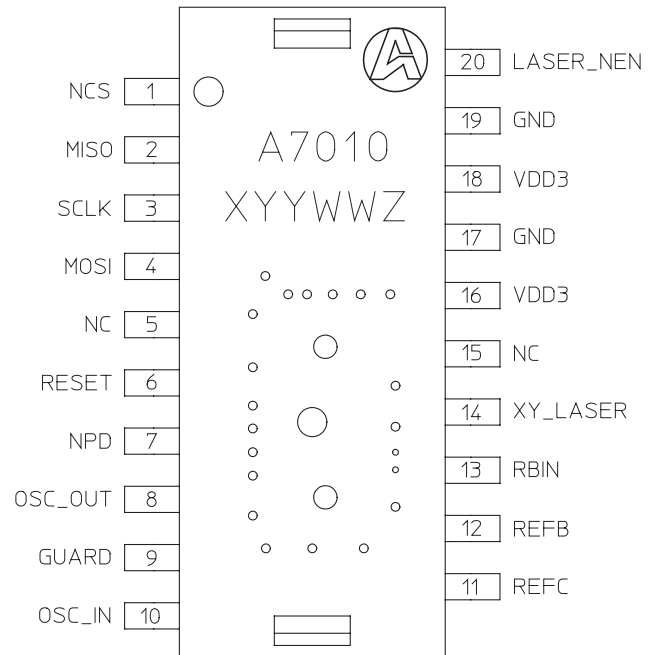 A7010
XYYWWZ
NCS 1
MISO 2
SCLK 3
MOSI 4
NC 5
RESET 6
NPD 7
OSC_OUT 8
GUARD 9
OSC_IN 10
20 LASER_NEN
19 GND
18 VDD3
17 GND
16 VDD3
15 NC
14 XY_LASER
13 RBIN
12 REFB
11 REFC